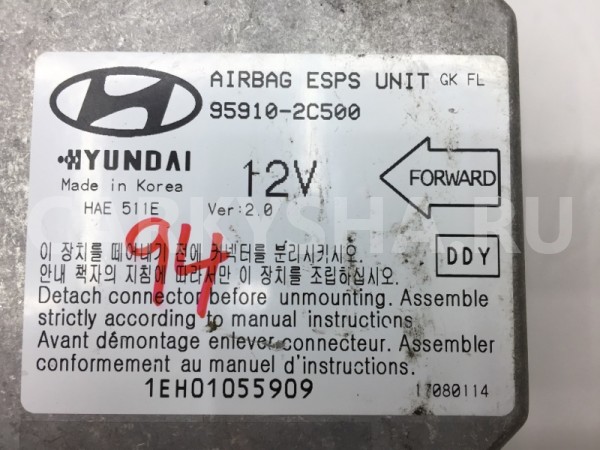 AIRBAG ESPS UNIT GK FL
95910-2C500
HYUNDAI
12V
FORWARD
Made in Korea
HAE 511E Ver:2.0
DDY
94
이 장치를 떼어내기 전에 커넥터를 분리시키시오.
안내 책자의 지침에 따라서만 이 장치를 조립하십시오.
Detach connector before unmounting. Assemble
strictly according to manual instructions
Avant démontage enlever connecteur. Assembler
conformement au manuel d'instructions.
1EH01055909
17080114
CARKYSHA.RU